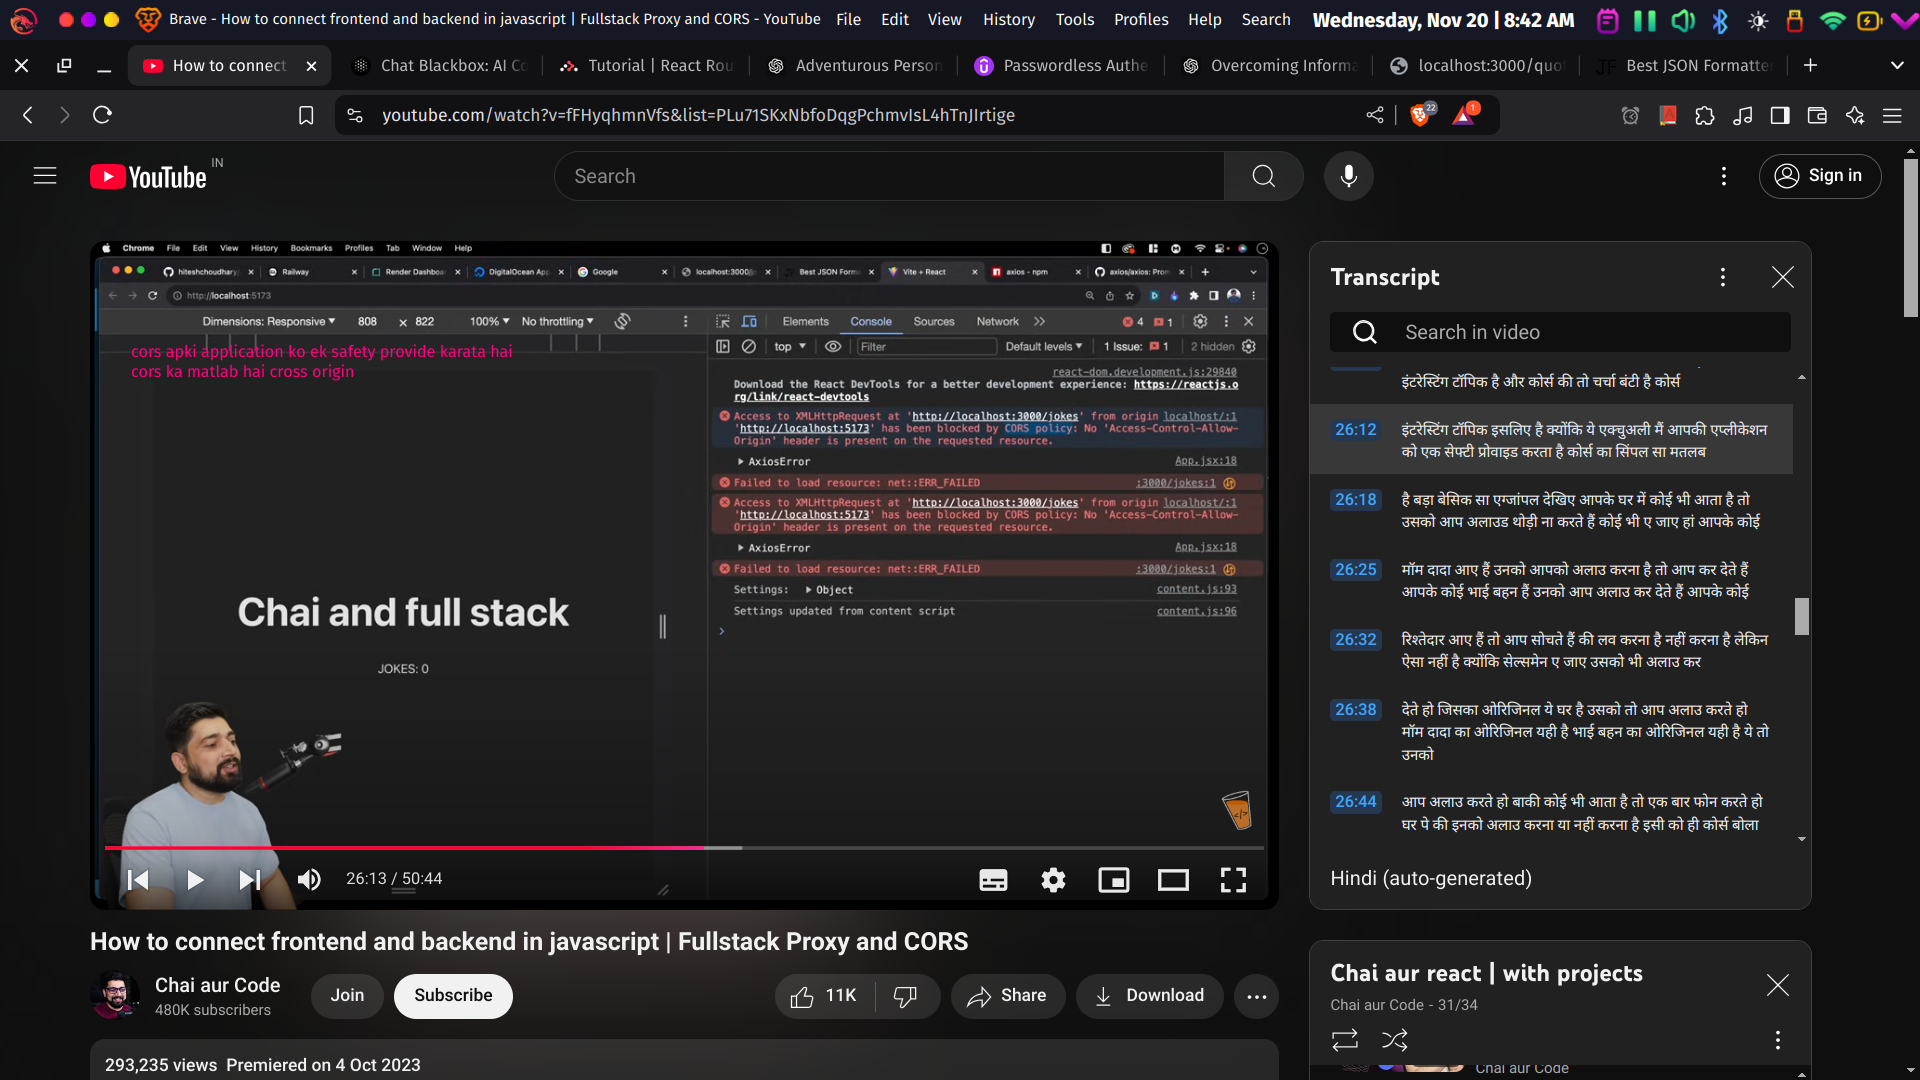 Brave - How to connect frontend and backend in javascript | Fullstack Proxy and CORS - YouTube File Edit View History Tools Profiles Help Search Wednesday, Nov 20 | 8:42 AM
How to connect Chat Blackbox: AI Co Tutorial | React Rou Adventurous Person Passwordless Authe Overcoming Informa localhost:3000/quo Best JSON Formatte
youtube.com/watch?v=fFHyqhmnVfs&list=PLu71SKxNbfoDqgPchmvIsL4hTnJIrtige 22 1
YouTube IN
Search
Sign in
Chrome File Edit View History Bookmarks Profiles Tab Window Help
hiteshchoudhary Railway Render Dashboa DigitalOcean App Google localhost:3000/j Best JSON Form Vite + React axios - npm axios/axios: Prom
http://localhost:5173
Dimensions: Responsive 808 × 822 100% No throttling Elements Console Sources Network 4 1
top Filter Default levels 1 Issue: 1 2 hidden
cors apki application ko ek safety provide karata hai
cors ka matlab hai cross origin
react-dom.development.js:29840
Download the React DevTools for a better development experience: https://reactjs.o
rg/link/react-devtools
Access to XMLHttpRequest at 'http://localhost:3000/jokes' from origin localhost/:1
'http://localhost:5173' has been blocked by CORS policy: No 'Access-Control-Allow-
Origin' header is present on the requested resource.
AxiosError App.jsx:18
Failed to load resource: net::ERR_FAILED :3000/jokes:1
Access to XMLHttpRequest at 'http://localhost:3000/jokes' from origin localhost/:1
'http://localhost:5173' has been blocked by CORS policy: No 'Access-Control-Allow-
Origin' header is present on the requested resource.
AxiosError App.jsx:18
Failed to load resource: net::ERR_FAILED :3000/jokes:1
Settings: Object content.js:93
Settings updated from content script content.js:96
Chai and full stack
JOKES: 0
26:13 / 50:44
Transcript
Search in video
इंटरेस्टिंग टॉपिक है और कोर्स की तो चर्चा बंटी है कोर्स
26:12 इंटरेस्टिंग टॉपिक इसलिए है क्योंकि ये एक्चुअली मैं आपकी एप्लीकेशन
को एक सेफ्टी प्रोवाइड करता है कोर्स का सिंपल सा मतलब
26:18 है बड़ा बेसिक सा एग्जांपल देखिए आपके घर में कोई भी आता है तो
उसको आप अलाउड थोड़ी ना करते हैं कोई भी ए जाए हां आपके कोई
26:25 मॉम दादा आए हैं उनको आपको अलाउ करना है तो आप कर देते हैं
आपके कोई भाई बहन हैं उनको आप अलाउ कर देते हैं आपके कोई
26:32 रिश्तेदार आए हैं तो आप सोचते हैं की लव करना है नहीं करना है लेकिन
ऐसा नहीं है क्योंकि सेल्समेन ए जाए उसको भी अलाउ कर
26:38 देते हो जिसका ओरिजिनल ये घर है उसको तो आप अलाउ करते हो
मॉम दादा का ओरिजिनल यही है भाई बहन का ओरिजिनल यही है ये तो
उनको
26:44 आप अलाउ करते हो बाकी कोई भी आता है तो एक बार फोन करते हो
घर पे की इनको अलाउ करना या नहीं करना है इसी को ही कोर्स बोला
Hindi (auto-generated)
How to connect frontend and backend in javascript | Fullstack Proxy and CORS
Chai aur Code
480K subscribers
Join Subscribe 11K Share Download
293,235 views Premiered on 4 Oct 2023
Chai aur react | with projects
Chai aur Code - 31/34
Chai aur Code